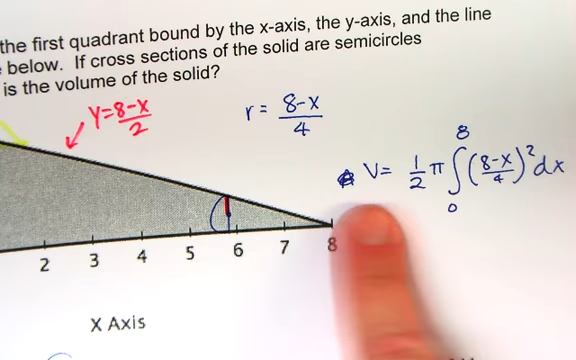 the first quadrant bound by the x-axis, the y-axis, and the line
below. If cross sections of the solid are semicircles
is the volume of the solid?
y=8-x/2
r = 8-x/4
V= 1/2 π ∫₀⁸ (8-x/4)² dx
2 3 4 5 6 7 8
X Axis